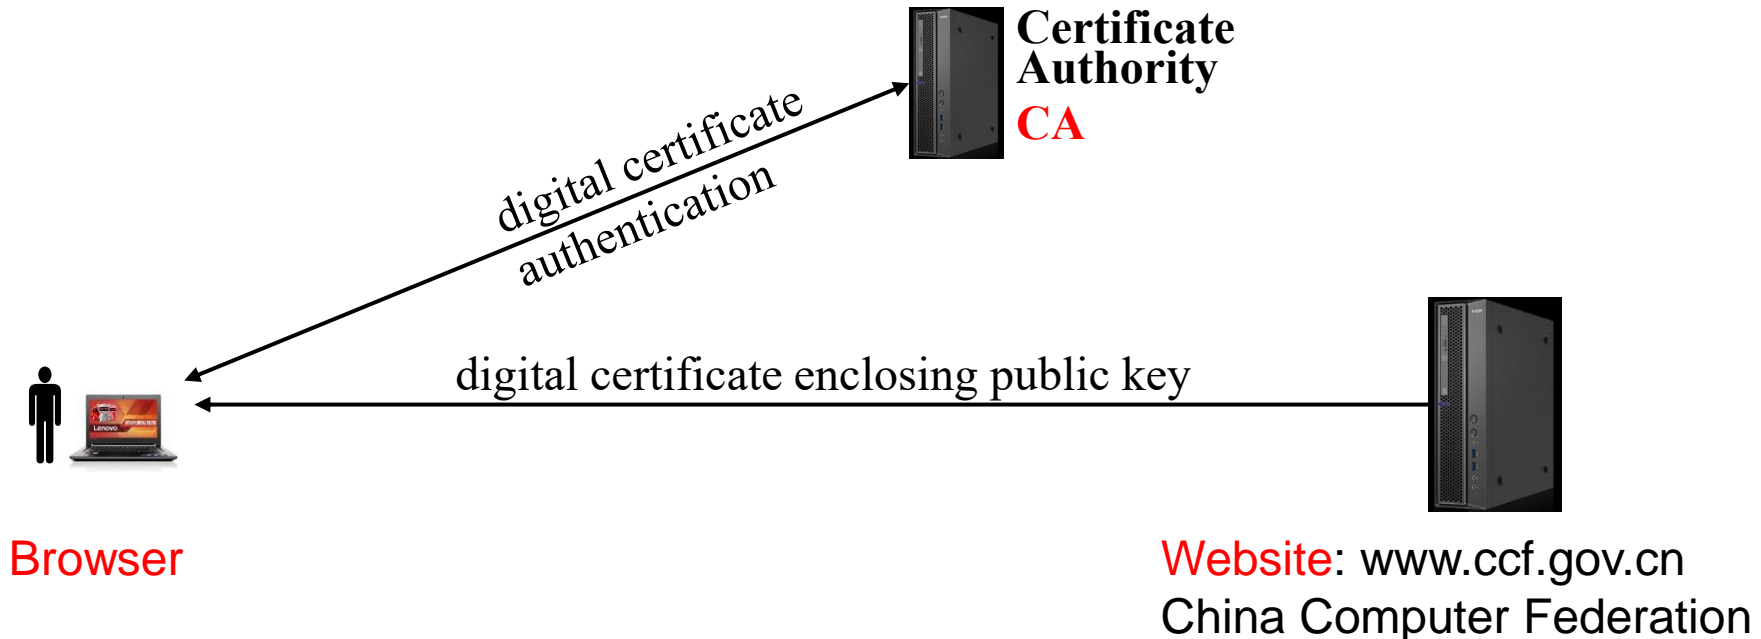 Certificate
Authority
CA
digital certificate
authentication
digital certificate enclosing public key
Lenovo
Browser
Website: www.ccf.gov.cn
China Computer Federation